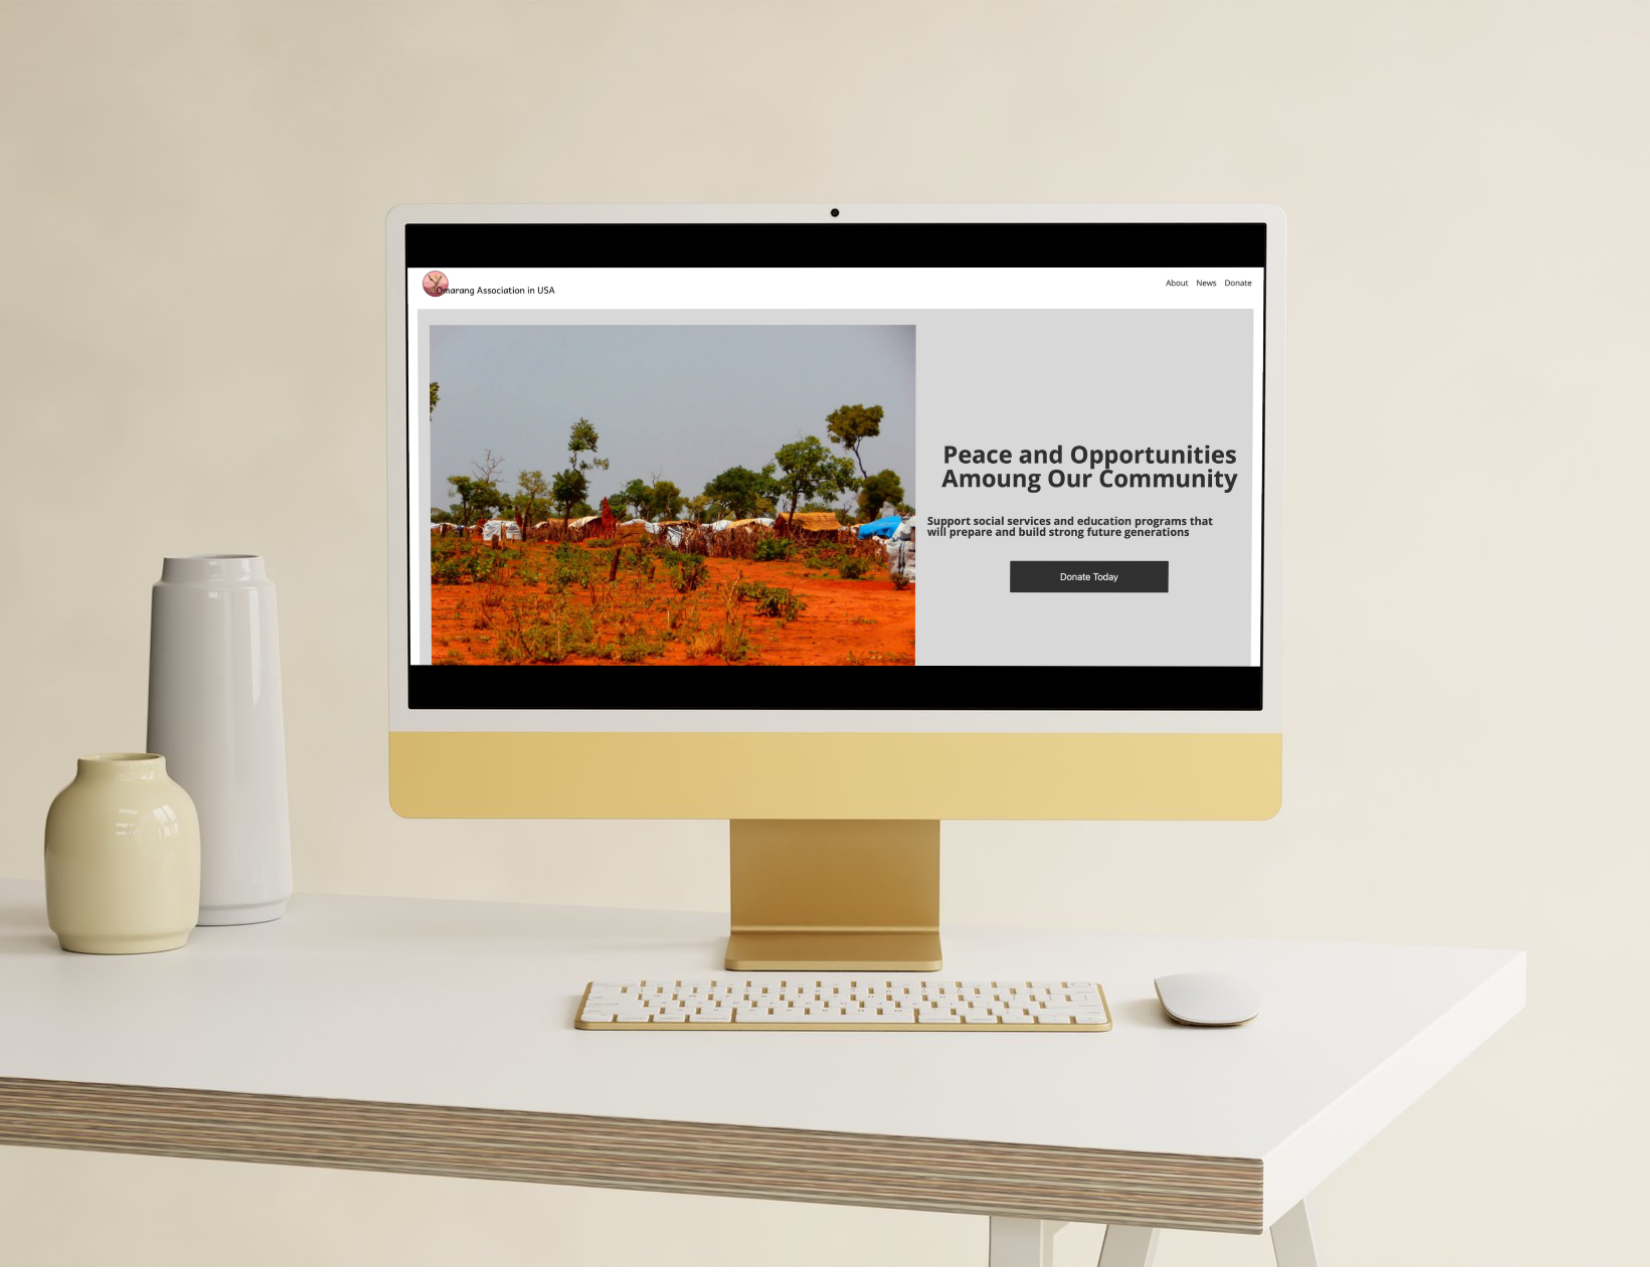 Omarang Association in USA
About News Donate
Peace and Opportunities
Amoung Our Community
Support social services and education programs that
will prepare and build strong future generations
Donate Today